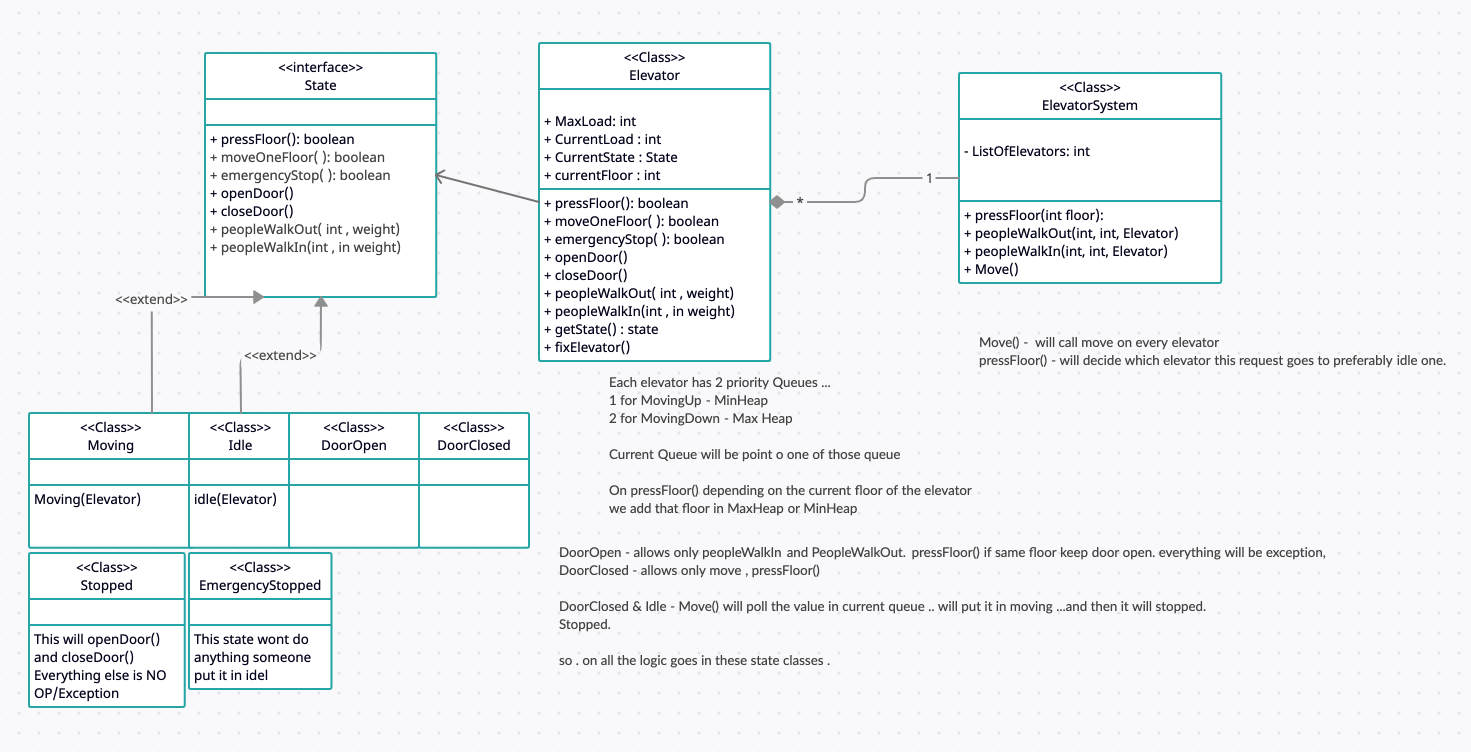 <<interface>>
State
+ pressFloor(): boolean
+ moveOneFloor( ): boolean
+ emergencyStop( ): boolean
+ openDoor()
+ closeDoor()
+ peopleWalkOut( int , weight)
+ peopleWalkIn(int , in weight)
<<Class>>
Elevator
+ MaxLoad: int
+ CurrentLoad : int
+ CurrentState : State
+ currentFloor : int
+ pressFloor(): boolean
+ moveOneFloor( ): boolean
+ emergencyStop( ): boolean
+ openDoor()
+ closeDoor()
+ peopleWalkOut( int , weight)
+ peopleWalkIn(int , in weight)
+ getState() : state
+ fixElevator()
*
1
<<Class>>
ElevatorSystem
- ListOfElevators: int
+ pressFloor(int floor):
+ peopleWalkOut(int, int, Elevator)
+ peopleWalkIn(int, int, Elevator)
+ Move()
Move() -  will call move on every elevator
pressFloor() - will decide which elevator this request goes to preferably idle one.
<<extend>>
<<extend>>
Each elevator has 2 priority Queues ...
1 for MovingUp - MinHeap
2 for MovingDown - Max Heap
Current Queue will be point o one of those queue
On pressFloor() depending on the current floor of the elevator
we add that floor in MaxHeap or MinHeap
<<Class>>
Moving
Moving(Elevator)
<<Class>>
Idle
idle(Elevator)
<<Class>>
DoorOpen
<<Class>>
DoorClosed
<<Class>>
Stopped
This will openDoor()
and closeDoor()
Everything else is NO
OP/Exception
<<Class>>
EmergencyStopped
This state wont do
anything someone
put it in idel
DoorOpen - allows only peopleWalkIn  and PeopleWalkOut.  pressFloor() if same floor keep door open. everything will be exception,
DoorClosed - allows only move , pressFloor()
DoorClosed & Idle - Move() will poll the value in current queue .. will put it in moving ...and then it will stopped.
Stopped.
so . on all the logic goes in these state classes .